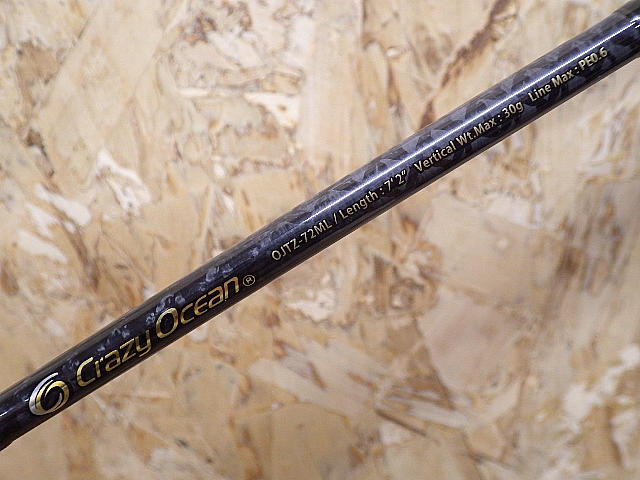 Crazy Ocean® OJTZ-72ML / Length : 7' 2" Vertical Wt.Max : 30g Line Max : PE0.6